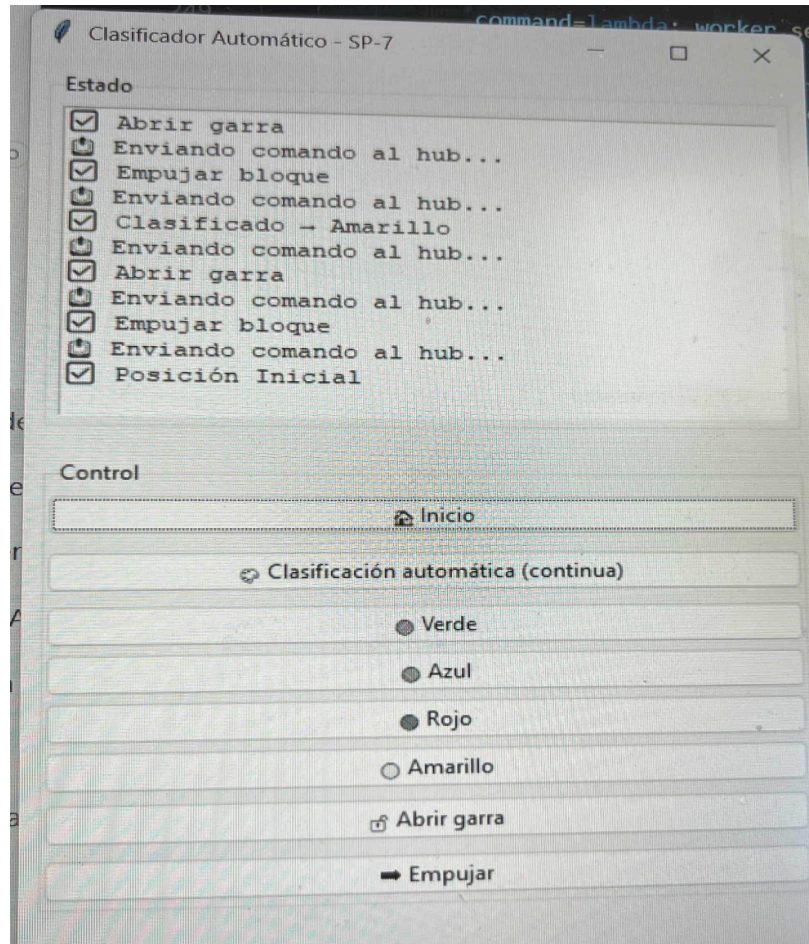 249
command=lambda: worker se
Clasificador Automático - SP-7
Estado
Abrir garra
Enviando comando al hub...
Empujar bloque
Enviando comando al hub...
Clasificado → Amarillo
Enviando comando al hub...
Abrir garra
Enviando comando al hub...
Empujar bloque
Enviando comando al hub...
Posición Inicial
Control
Inicio
Clasificación automática (continua)
Verde
Azul
Rojo
Amarillo
Abrir garra
Empujar